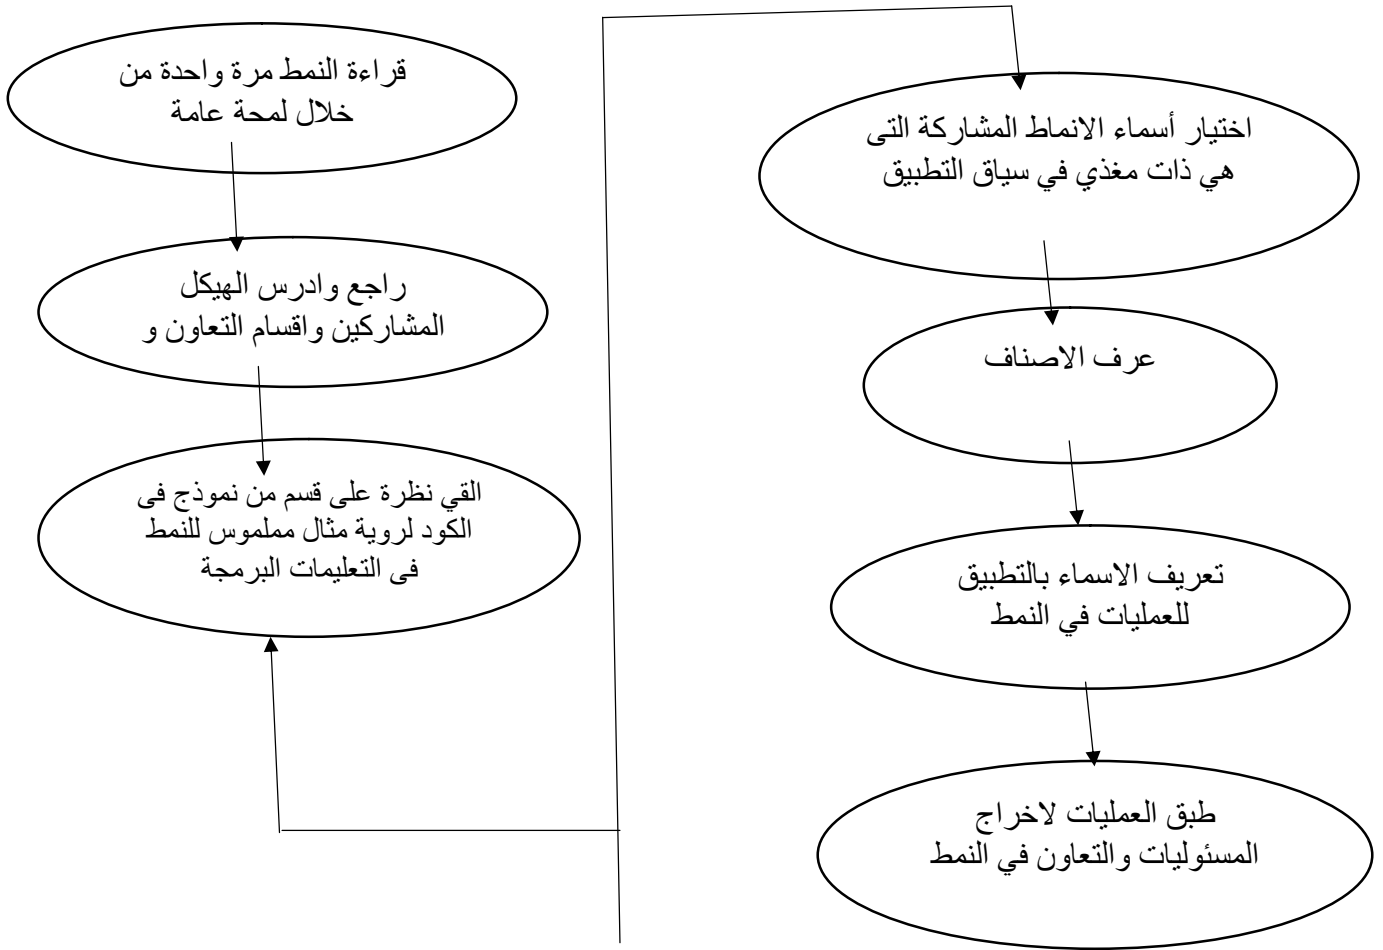 قراءة النمط مرة واحدة من
خلال لمحة عامة
راجع وادرس الهيكل
المشاركين واقسام التعاون و
القي نظرة على قسم من نموذج فى
الكود لروية مثال مملموس للنمط
فى التعليمات البرمجة
اختيار أسماء الانماط المشاركة التى
هي ذات مغذي في سياق التطبيق
عرف الاصناف
تعريف الاسماء بالتطبيق
للعمليات في النمط
طبق العمليات لاخراج
المسئوليات والتعاون في النمط